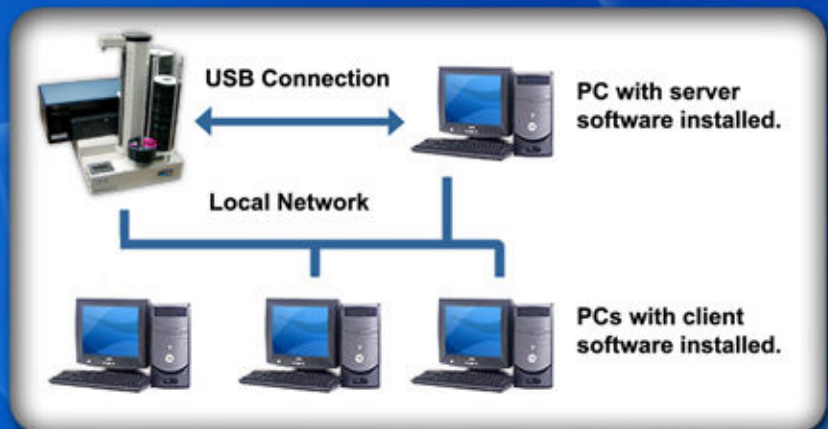 USB Connection
PC with server
software installed.
Local Network
PCs with client
software installed.